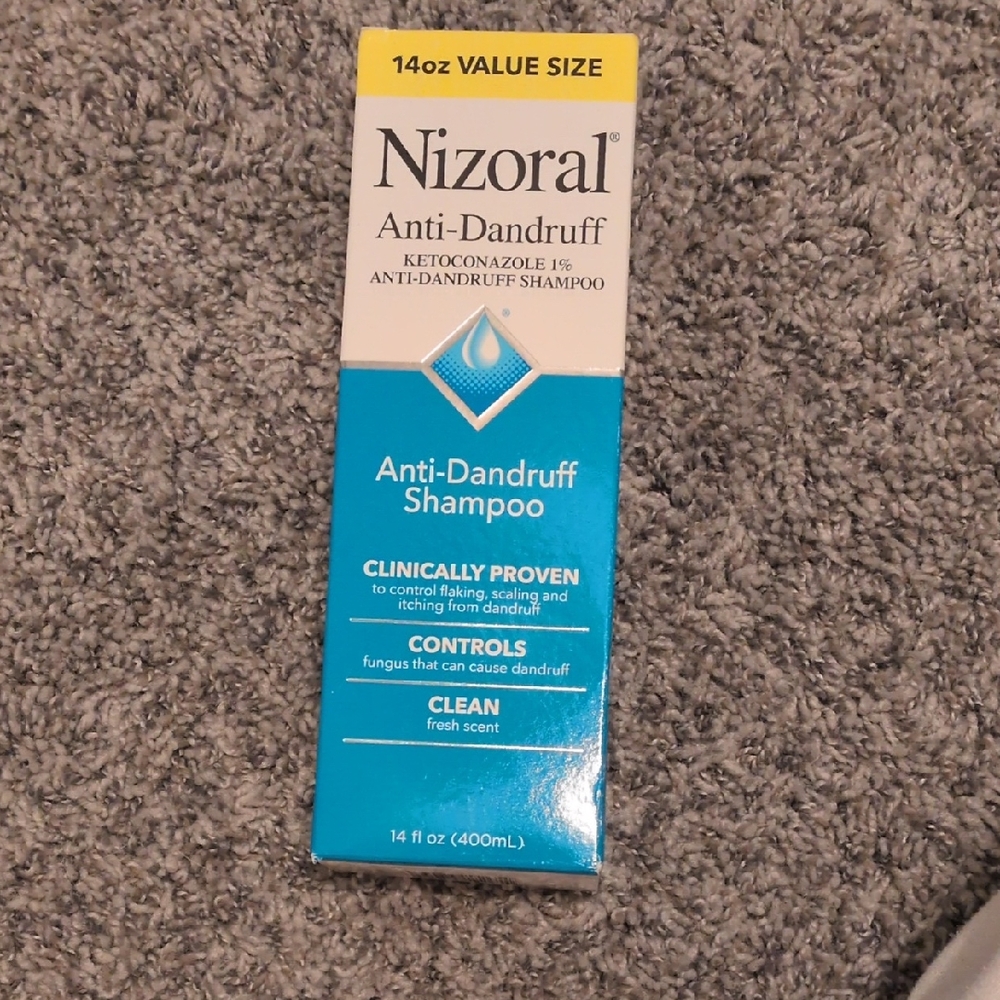 14oz VALUE SIZE
Nizoral®
Anti-Dandruff
KETOCONAZOLE 1%
ANTI-DANDRUFF SHAMPOO
®
Anti-Dandruff
Shampoo
CLINICALLY PROVEN
to control flaking, scaling and
itching from dandruff
CONTROLS
fungus that can cause dandruff
CLEAN
fresh scent
14 fl oz (400mL)